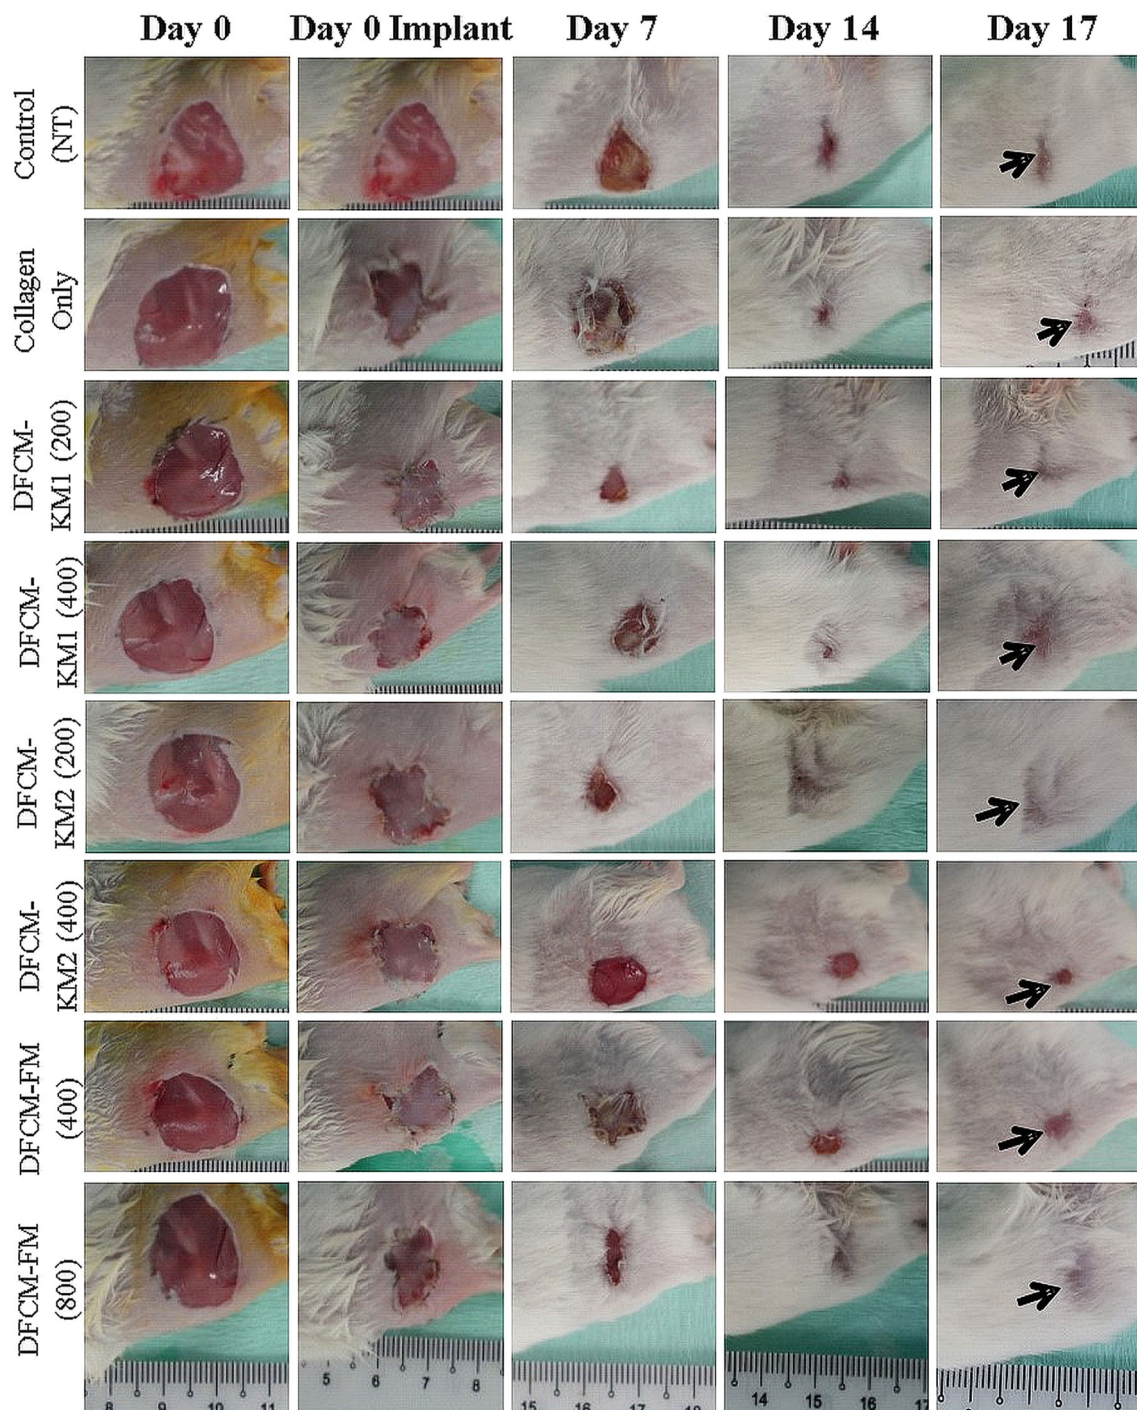 Day 0 Day 0 Implant Day 7 Day 14 Day 17
Control
(NT)
Collagen
Only
DFCM-
KM1 (200)
DFCM-
KM1 (400)
DFCM-
KM2 (200)
DFCM-
KM2 (400)
DFCM-FM
(400)
DFCM-FM
(800)
8 9 10 11
5 6 7 8
15 16 17 18
14 15 16 17